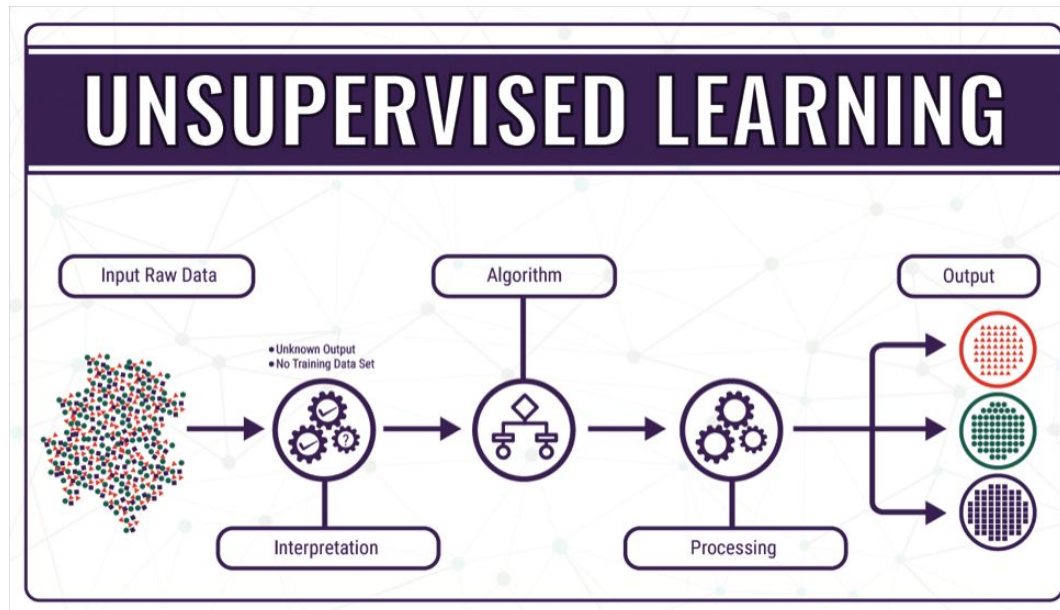 UNSUPERVISED LEARNING
Input Raw Data
Algorithm
Output
• Unknown Output
• No Training Data Set
?
Interpretation
Processing